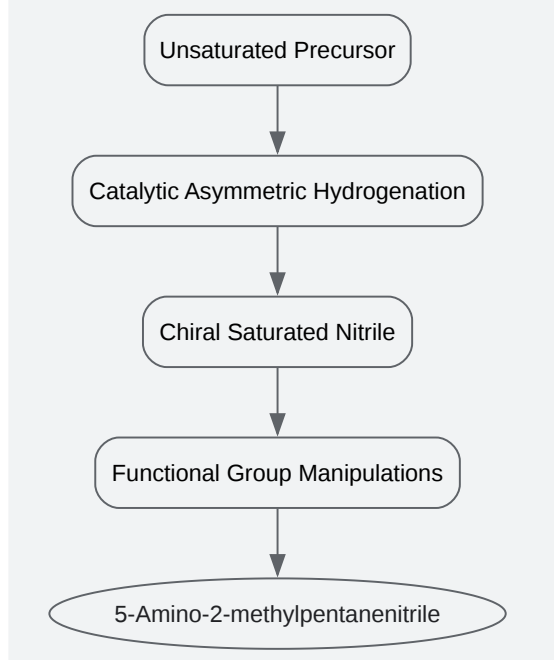 Unsaturated Precursor
Catalytic Asymmetric Hydrogenation
Chiral Saturated Nitrile
Functional Group Manipulations
5-Amino-2-methylpentanenitrile